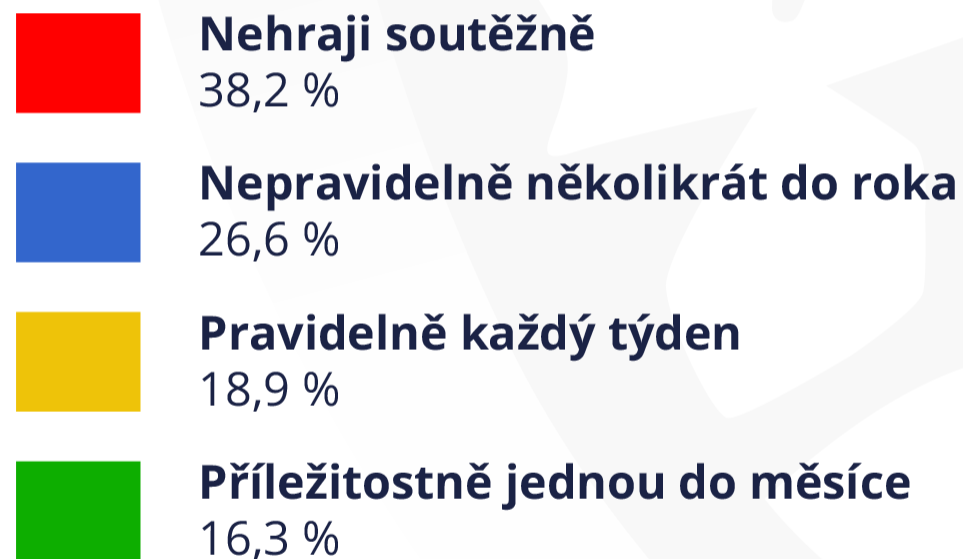 Nehraji soutěžně
38,2 %
Nepravidelně několikrát do roka
26,6 %
Pravidelně každý týden
18,9 %
Příležitostně jednou do měsíce
16,3 %